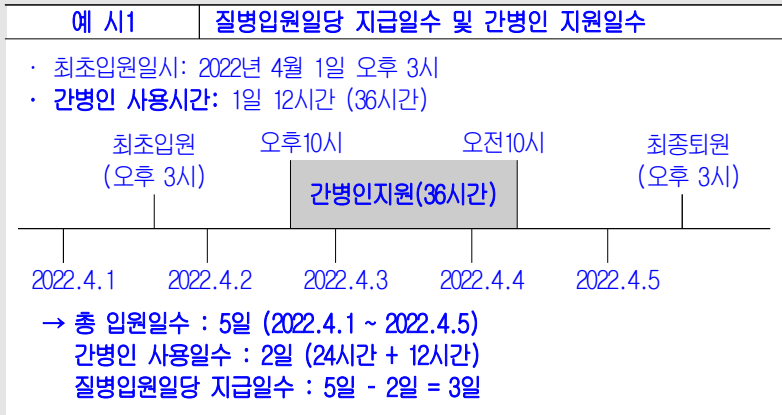 예 시1 질병입원일당 지급일수 및 간병인 지원일수
· 최초입원일시: 2022년 4월 1일 오후 3시
· 간병인 사용시간: 1일 12시간 (36시간)
최초입원 오후10시 오전10시 최종퇴원
(오후 3시) (오후 3시)
간병인지원(36시간)
2022.4.1 2022.4.2 2022.4.3 2022.4.4 2022.4.5
→ 총 입원일수 : 5일 (2022.4.1 ~ 2022.4.5)
간병인 사용일수 : 2일 (24시간 + 12시간)
질병입원일당 지급일수 : 5일 - 2일 = 3일